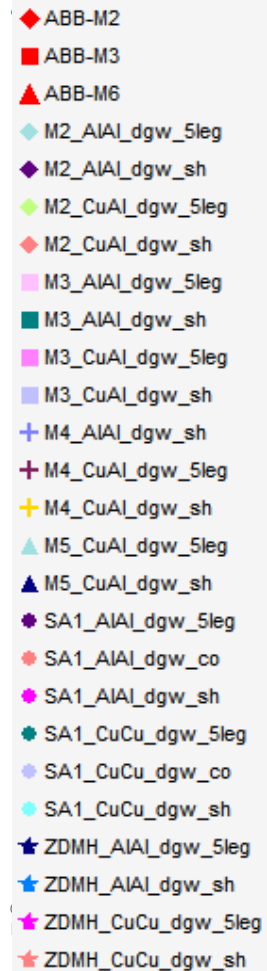 ABB-M2
ABB-M3
ABB-M6
M2_AlAl_dgw_5leg
M2_AlAl_dgw_sh
M2_CuAl_dgw_5leg
M2_CuAl_dgw_sh
M3_AlAl_dgw_5leg
M3_AlAl_dgw_sh
M3_CuAl_dgw_5leg
M3_CuAl_dgw_sh
M4_AlAl_dgw_sh
M4_CuAl_dgw_5leg
M4_CuAl_dgw_sh
M5_CuAl_dgw_5leg
M5_CuAl_dgw_sh
SA1_AlAl_dgw_5leg
SA1_AlAl_dgw_co
SA1_AlAl_dgw_sh
SA1_CuCu_dgw_5leg
SA1_CuCu_dgw_co
SA1_CuCu_dgw_sh
ZDMH_AlAl_dgw_5leg
ZDMH_AlAl_dgw_sh
ZDMH_CuCu_dgw_5leg
ZDMH_CuCu_dgw_sh